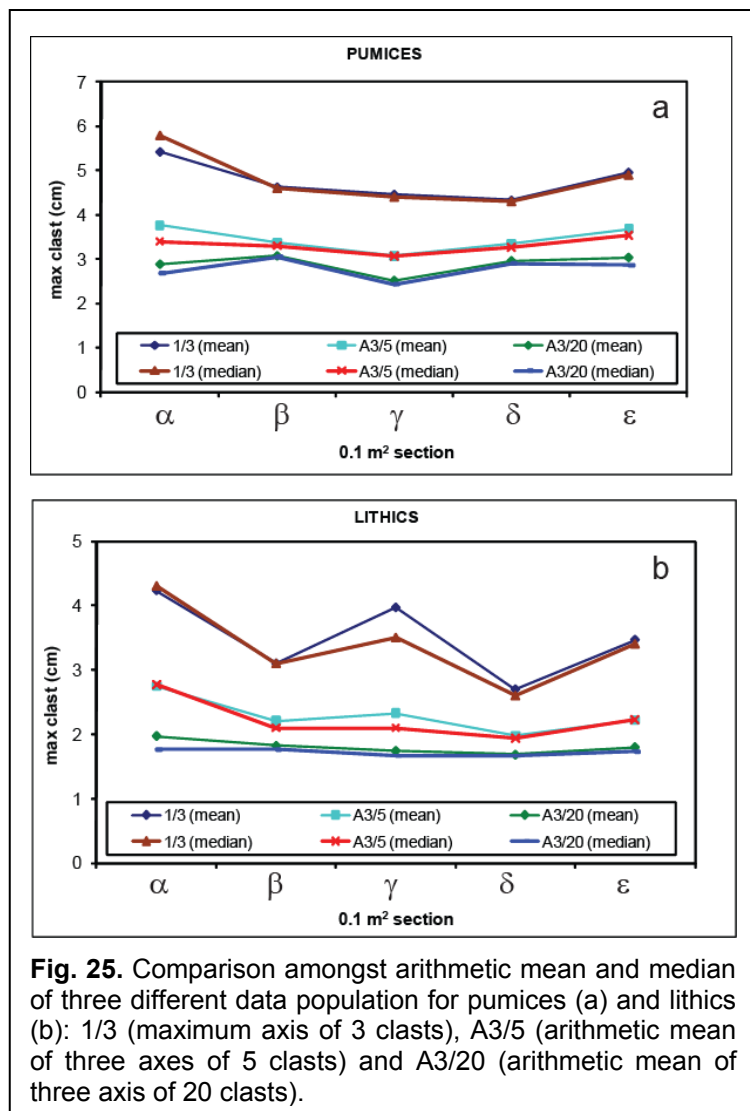 PUMICES
a
7
6
5
4
3
2
1
0
max clast (cm)
1/3 (mean) A3/5 (mean) A3/20 (mean)
1/3 (median) A3/5 (median) A3/20 (median)
α β γ δ ε
0.1 m² section
LITHICS
b
5
4
3
2
1
0
max clast (cm)
1/3 (mean) A3/5 (mean) A3/20 (mean)
1/3 (median) A3/5 (median) A3/20 (median)
α β γ δ ε
0.1 m² section
Fig. 25. Comparison amongst arithmetic mean and median
of three different data population for pumices (a) and lithics
(b): 1/3 (maximum axis of 3 clasts), A3/5 (arithmetic mean
of three axes of 5 clasts) and A3/20 (arithmetic mean of
three axis of 20 clasts).